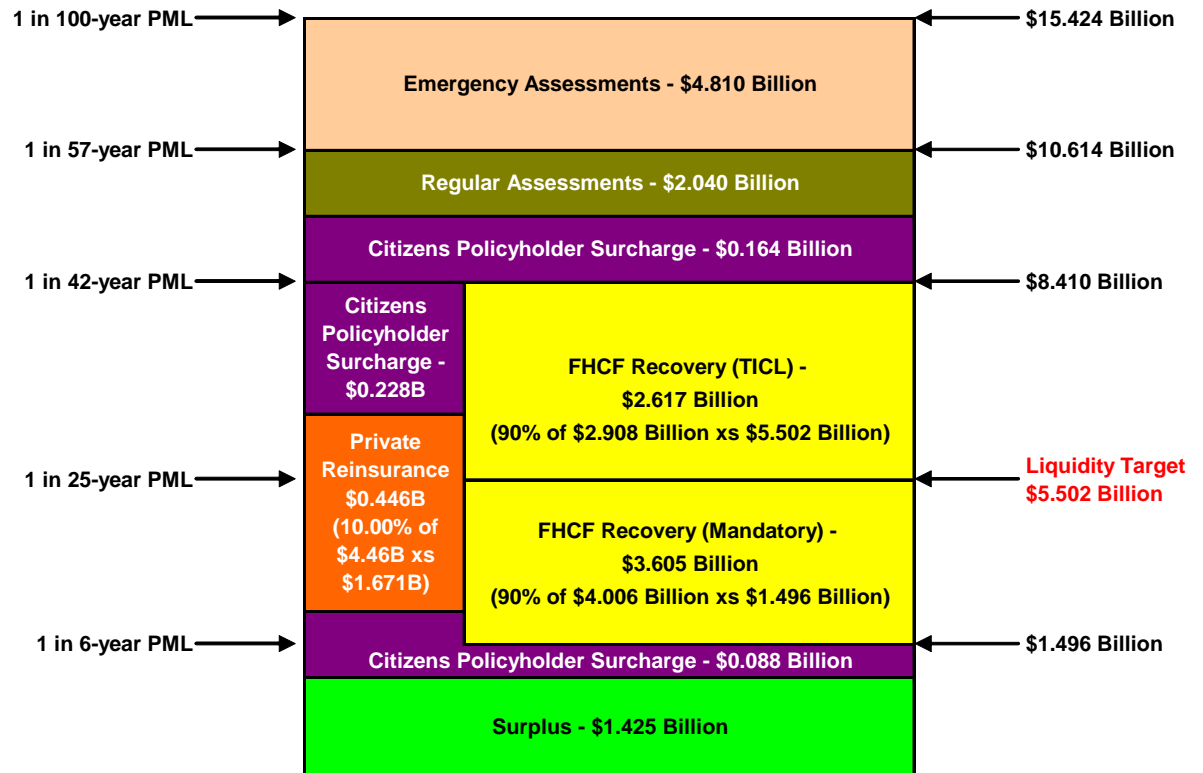 1 in 100-year PML
$15.424 Billion
Emergency Assessments - $4.810 Billion
1 in 57-year PML
$10.614 Billion
Regular Assessments - $2.040 Billion
Citizens Policyholder Surcharge - $0.164 Billion
1 in 42-year PML
$8.410 Billion
Citizens
Policyholder
Surcharge -
$0.228B
FHCF Recovery (TICL) -
$2.617 Billion
(90% of $2.908 Billion xs $5.502 Billion)
Private
Reinsurance
$0.446B
(10.00% of
$4.46B xs
$1.671B)
1 in 25-year PML
Liquidity Target
$5.502 Billion
FHCF Recovery (Mandatory) -
$3.605 Billion
(90% of $4.006 Billion xs $1.496 Billion)
1 in 6-year PML
$1.496 Billion
Citizens Policyholder Surcharge - $0.088 Billion
Surplus - $1.425 Billion